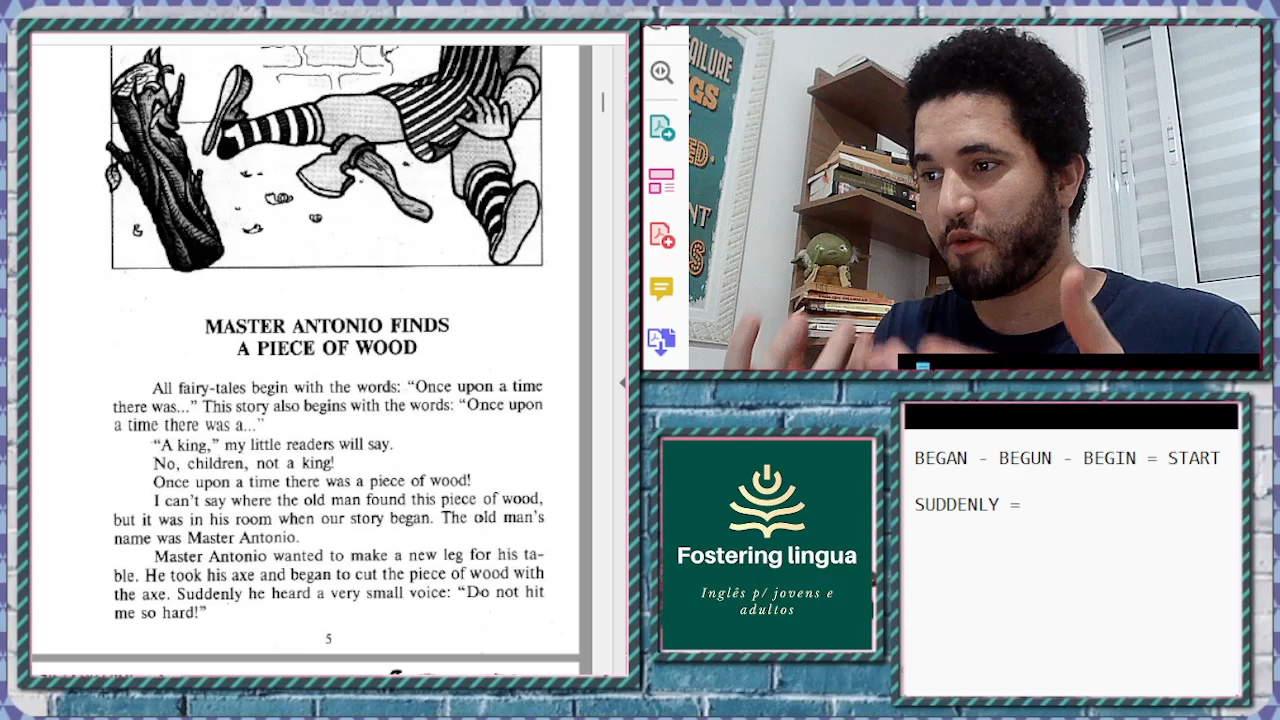 MASTER ANTONIO FINDS
A PIECE OF WOOD
All fairy-tales begin with the words: “Once upon a time
there was...” This story also begins with the words: “Once upon
a time there was a...”
“A king,” my little readers will say.
No, children, not a king!
Once upon a time there was a piece of wood!
I can’t say where the old man found this piece of wood,
but it was in his room when our story began. The old man’s
name was Master Antonio.
Master Antonio wanted to make a new leg for his ta-
ble. He took his axe and began to cut the piece of wood with
the axe. Suddenly he heard a very small voice: “Do not hit
me so hard!”
5
FAILURE
Fostering lingua
Inglês p/ jovens e
adultos
BEGAN - BEGUN - BEGIN = START
SUDDENLY =